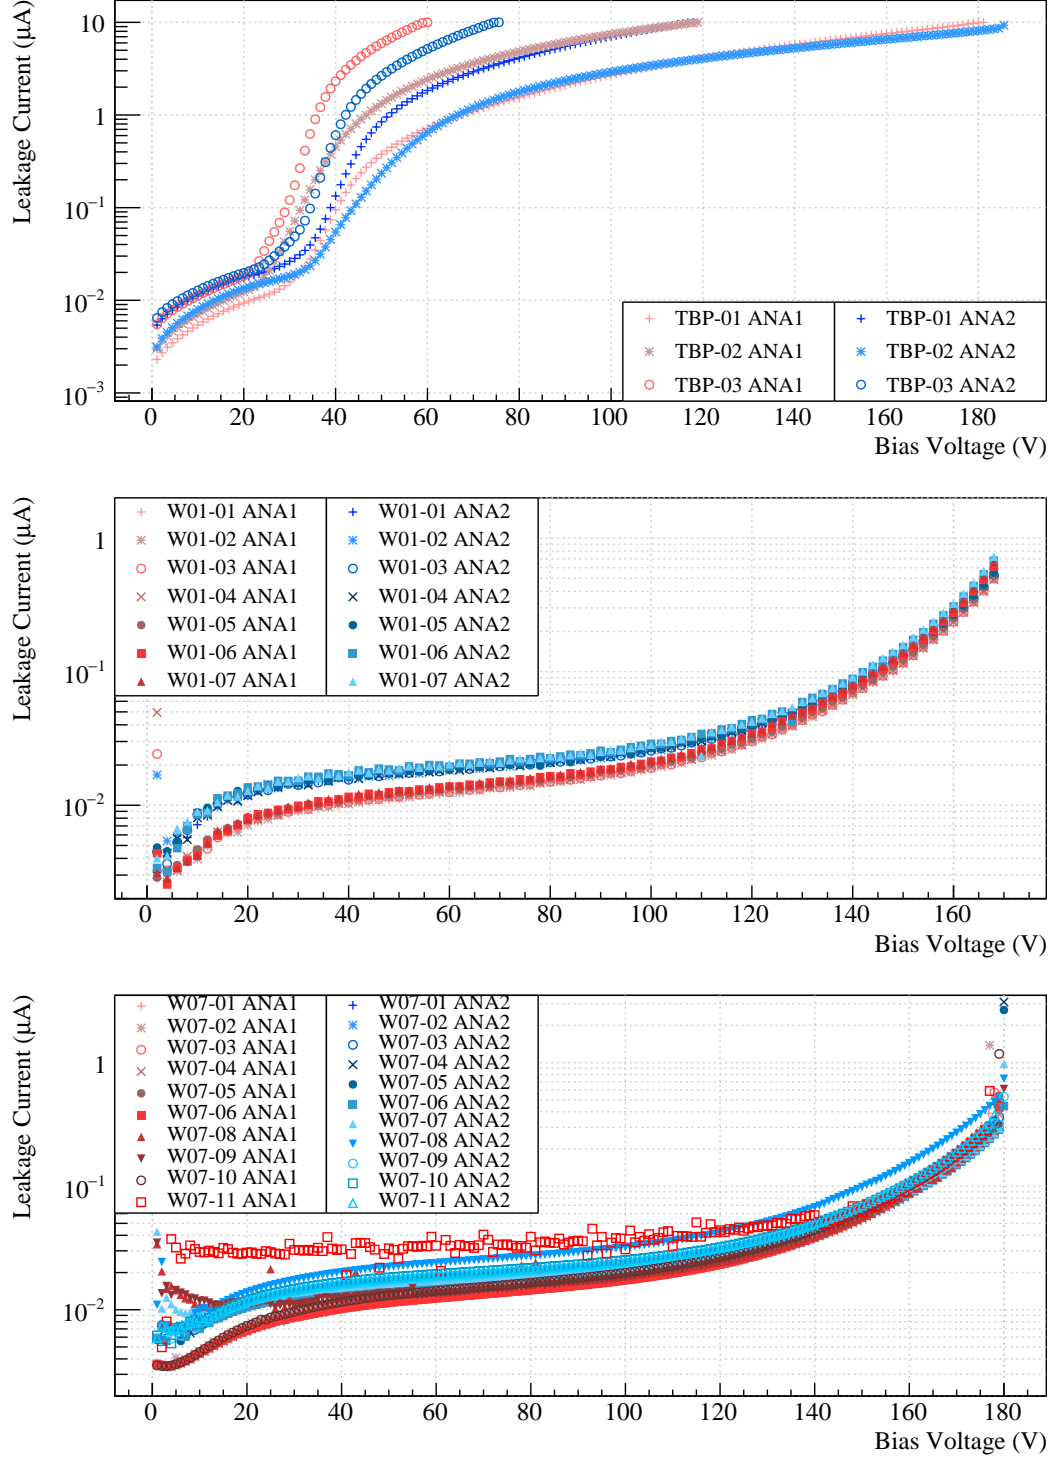 Leakage Current (μA)
10
1
10⁻¹
10⁻²
10⁻³
TBP-01 ANA1 TBP-01 ANA2
TBP-02 ANA1 TBP-02 ANA2
TBP-03 ANA1 TBP-03 ANA2
0 20 40 60 80 100 120 140 160 180
Bias Voltage (V)
Leakage Current (μA)
1
10⁻¹
10⁻²
W01-01 ANA1 W01-01 ANA2
W01-02 ANA1 W01-02 ANA2
W01-03 ANA1 W01-03 ANA2
W01-04 ANA1 W01-04 ANA2
W01-05 ANA1 W01-05 ANA2
W01-06 ANA1 W01-06 ANA2
W01-07 ANA1 W01-07 ANA2
0 20 40 60 80 100 120 140 160
Bias Voltage (V)
Leakage Current (μA)
1
10⁻¹
10⁻²
W07-01 ANA1 W07-01 ANA2
W07-02 ANA1 W07-02 ANA2
W07-03 ANA1 W07-03 ANA2
W07-04 ANA1 W07-04 ANA2
W07-05 ANA1 W07-05 ANA2
W07-06 ANA1 W07-06 ANA2
W07-08 ANA1 W07-07 ANA2
W07-09 ANA1 W07-08 ANA2
W07-10 ANA1 W07-09 ANA2
W07-11 ANA1 W07-10 ANA2
W07-11 ANA2
0 20 40 60 80 100 120 140 160 180
Bias Voltage (V)